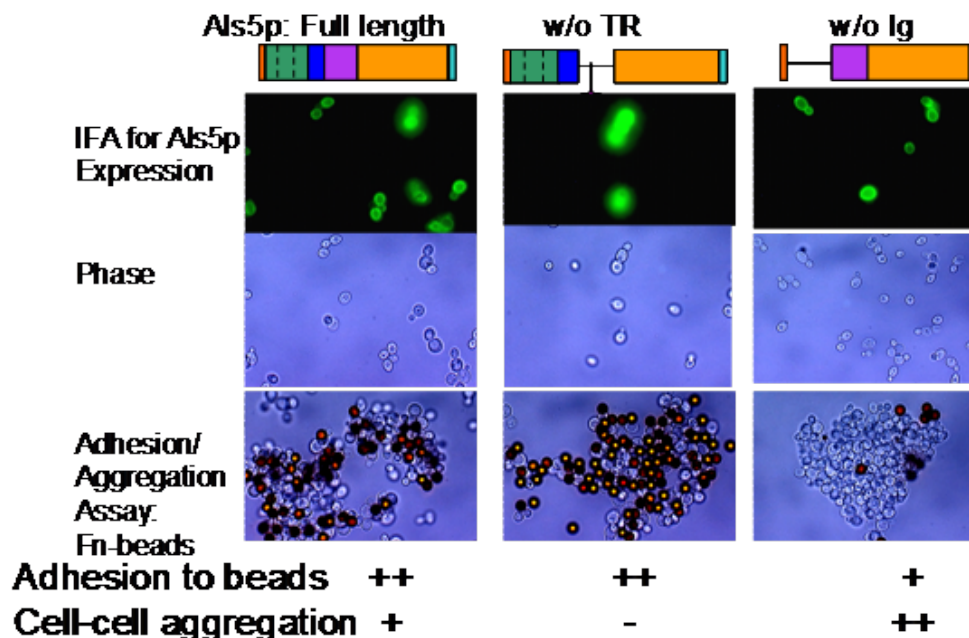 Als5p: Full length
w/o TR
w/o Ig
IFA for Als5p
Expression
Phase
Adhesion/
Aggregation
Assay:
Fn-beads
Adhesion to beads ++ ++ +
Cell-cell aggregation + - ++